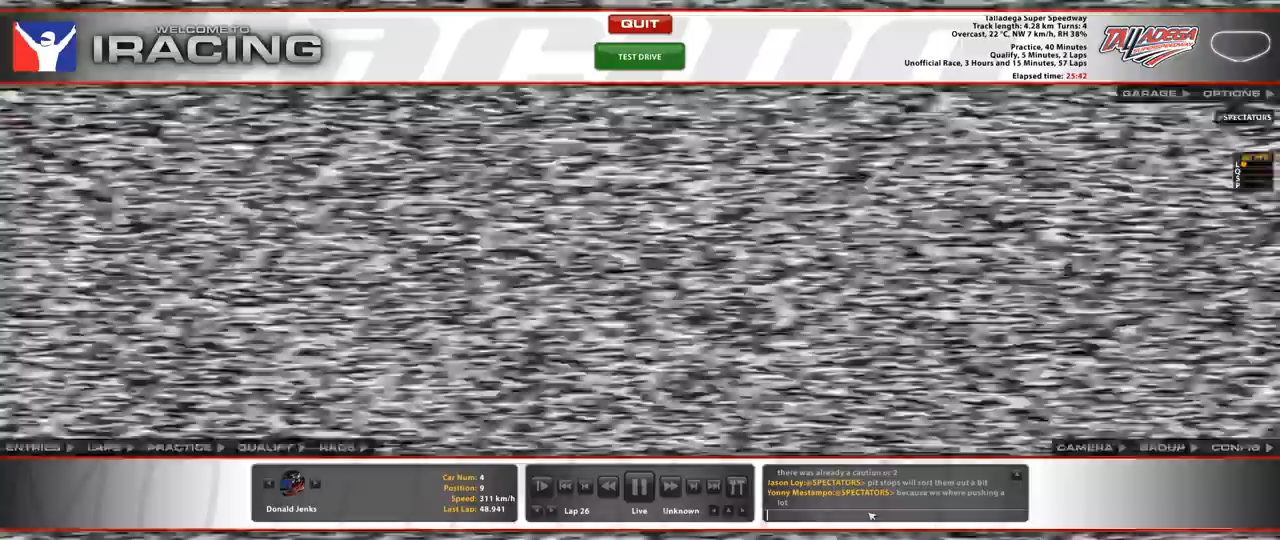 WELCOME TO
IRACING
QUIT
TEST DRIVE
Talladega Super Speedway
Track length: 4.28 km Turns: 4
Overcast, 22 °C, NW 7 km/h, RH 38%
Practice, 40 Minutes
Qualify, 5 Minutes, 2 Laps
Unofficial Race, 3 Hours and 15 Minutes, 57 Laps
Elapsed time: 25:42
TALLADEGA
SUPERSPEEDWAY
GARAGE OPTIONS
SPECTATORS
L
Q
S
P
ENTRIES LAPS PRACTICE QUALIFY RACE
CAMERA GROUP CONFIG
Car Num: 4
Position: 9
Speed: 311 km/h
Last Lap: 48.941
Donald Jenks
Lap 26 Live Unknown
there was already a caution or 2
Jason Loy:@SPECTATORS> pit stops will sort them out a bit
Yonny Mastampo:@SPECTATORS> because we where pushing a
lot